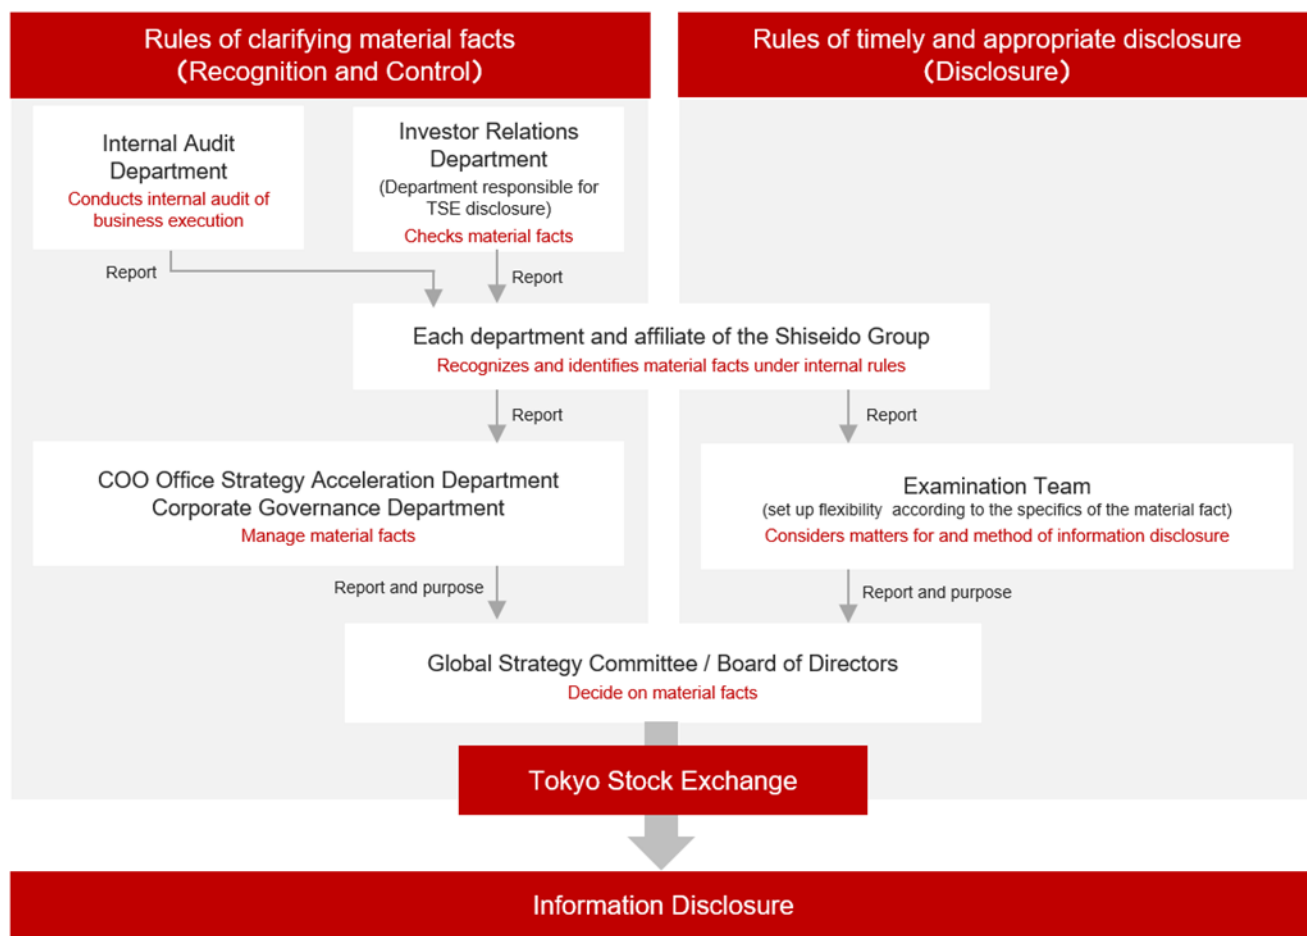 Rules of clarifying material facts
(Recognition and Control)
Rules of timely and appropriate disclosure
(Disclosure)
Internal Audit
Department
Conducts internal audit of
business execution
Investor Relations
Department
(Department responsible for
TSE disclosure)
Checks material facts
Report
Report
Each department and affiliate of the Shiseido Group
Recognizes and identifies material facts under internal rules
Report
Report
COO Office Strategy Acceleration Department
Corporate Governance Department
Manage material facts
Examination Team
(set up flexibility according to the specifics of the material fact)
Considers matters for and method of information disclosure
Report and purpose
Report and purpose
Global Strategy Committee / Board of Directors
Decide on material facts
Tokyo Stock Exchange
Information Disclosure